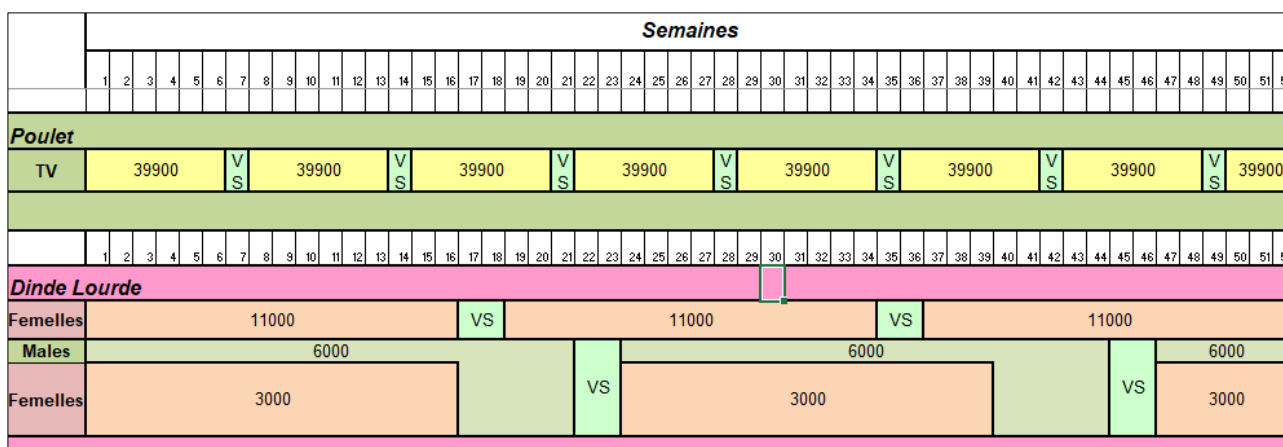 Semaines
1 2 3 4 5 6 7 8 9 10 11 12 13 14 15 16 17 18 19 20 21 22 23 24 25 26 27 28 29 30 31 32 33 34 35 36 37 38 39 40 41 42 43 44 45 46 47 48 49 50 51
Poulet
TV 39900 VS 39900 VS 39900 VS 39900 VS 39900 VS 39900 VS 39900 VS 39900
1 2 3 4 5 6 7 8 9 10 11 12 13 14 15 16 17 18 19 20 21 22 23 24 25 26 27 28 29 30 31 32 33 34 35 36 37 38 39 40 41 42 43 44 45 46 47 48 49 50 51
Dinde Lourde
Femelles 11000 VS 11000 VS 11000
Males 6000 6000 6000
Femelles 3000 VS 3000 VS 3000